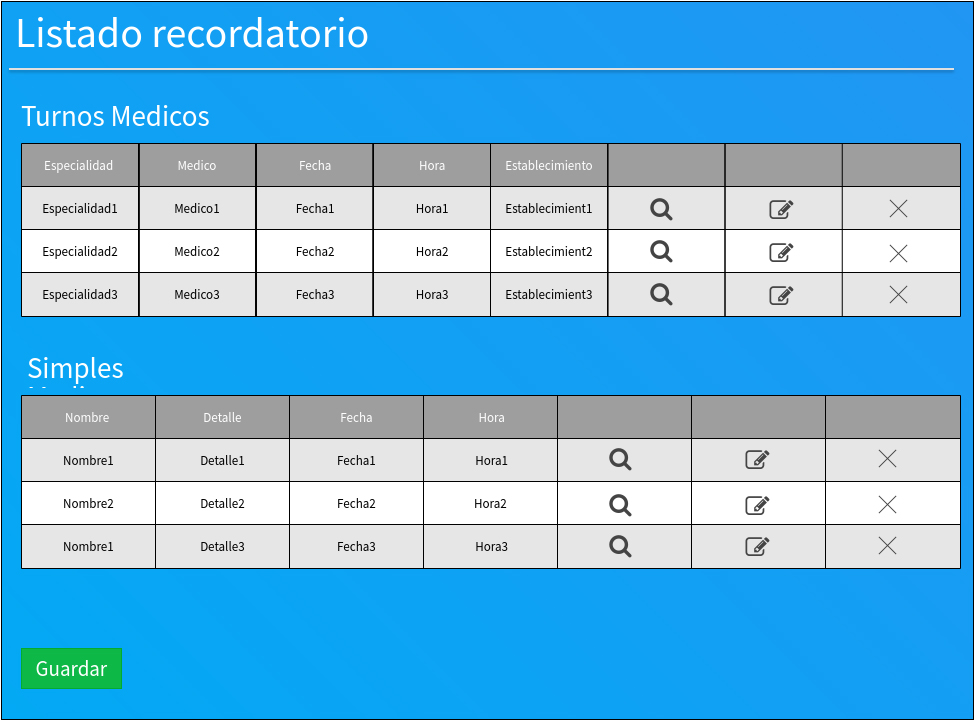 Listado recordatorio
Turnos Medicos
Especialidad Medico Fecha Hora Establecimiento
Especialidad1 Medico1 Fecha1 Hora1 Establecimient1
Especialidad2 Medico2 Fecha2 Hora2 Establecimient2
Especialidad3 Medico3 Fecha3 Hora3 Establecimient3
Simples
Nombre Detalle Fecha Hora
Nombre1 Detalle1 Fecha1 Hora1
Nombre2 Detalle2 Fecha2 Hora2
Nombre1 Detalle3 Fecha3 Hora3
Guardar